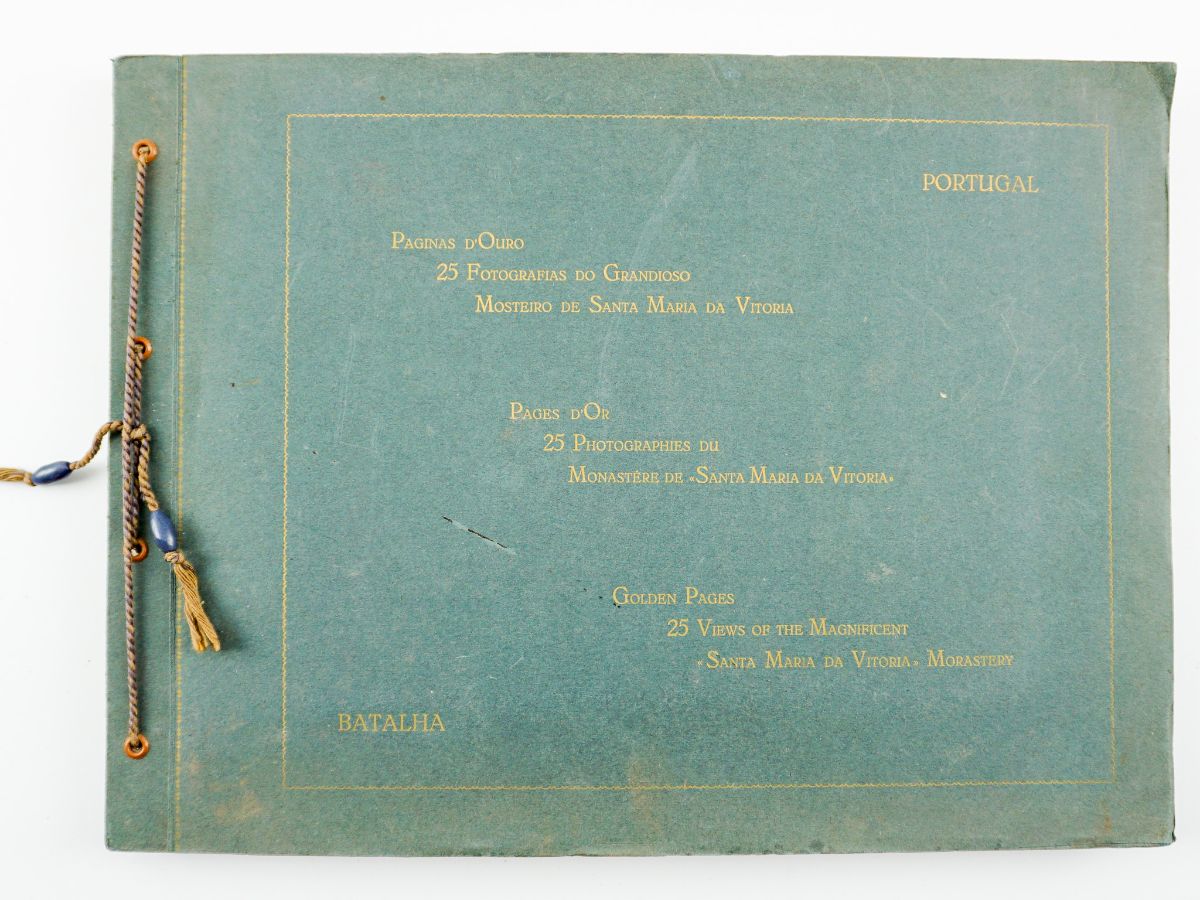 PORTUGAL
PAGINAS D'OURO
25 FOTOGRAFIAS DO GRANDIOSO
MOSTEIRO DE SANTA MARIA DA VITORIA
PAGES D'OR
25 PHOTOGRAPHIES DU
MONASTÉRE DE «SANTA MARIA DA VITORIA»
GOLDEN PAGES
25 VIEWS OF THE MAGNIFICENT
«SANTA MARIA DA VITORIA» MORASTERY
BATALHA